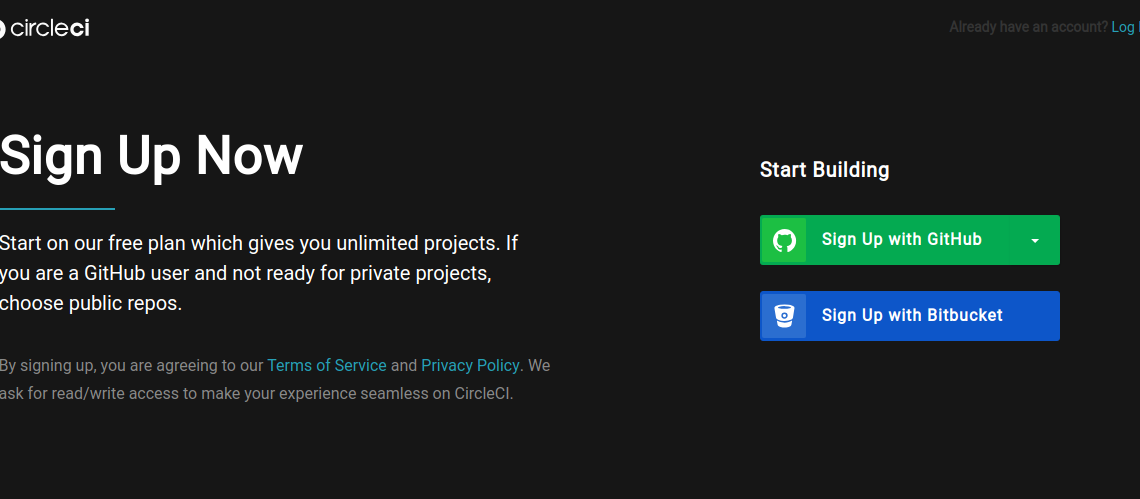 circleci
Already have an account? Log
Sign Up Now
Start Building
Start on our free plan which gives you unlimited projects. If
you are a GitHub user and not ready for private projects,
choose public repos.
Sign Up with GitHub
Sign Up with Bitbucket
By signing up, you are agreeing to our Terms of Service and Privacy Policy. We
ask for read/write access to make your experience seamless on CircleCI.